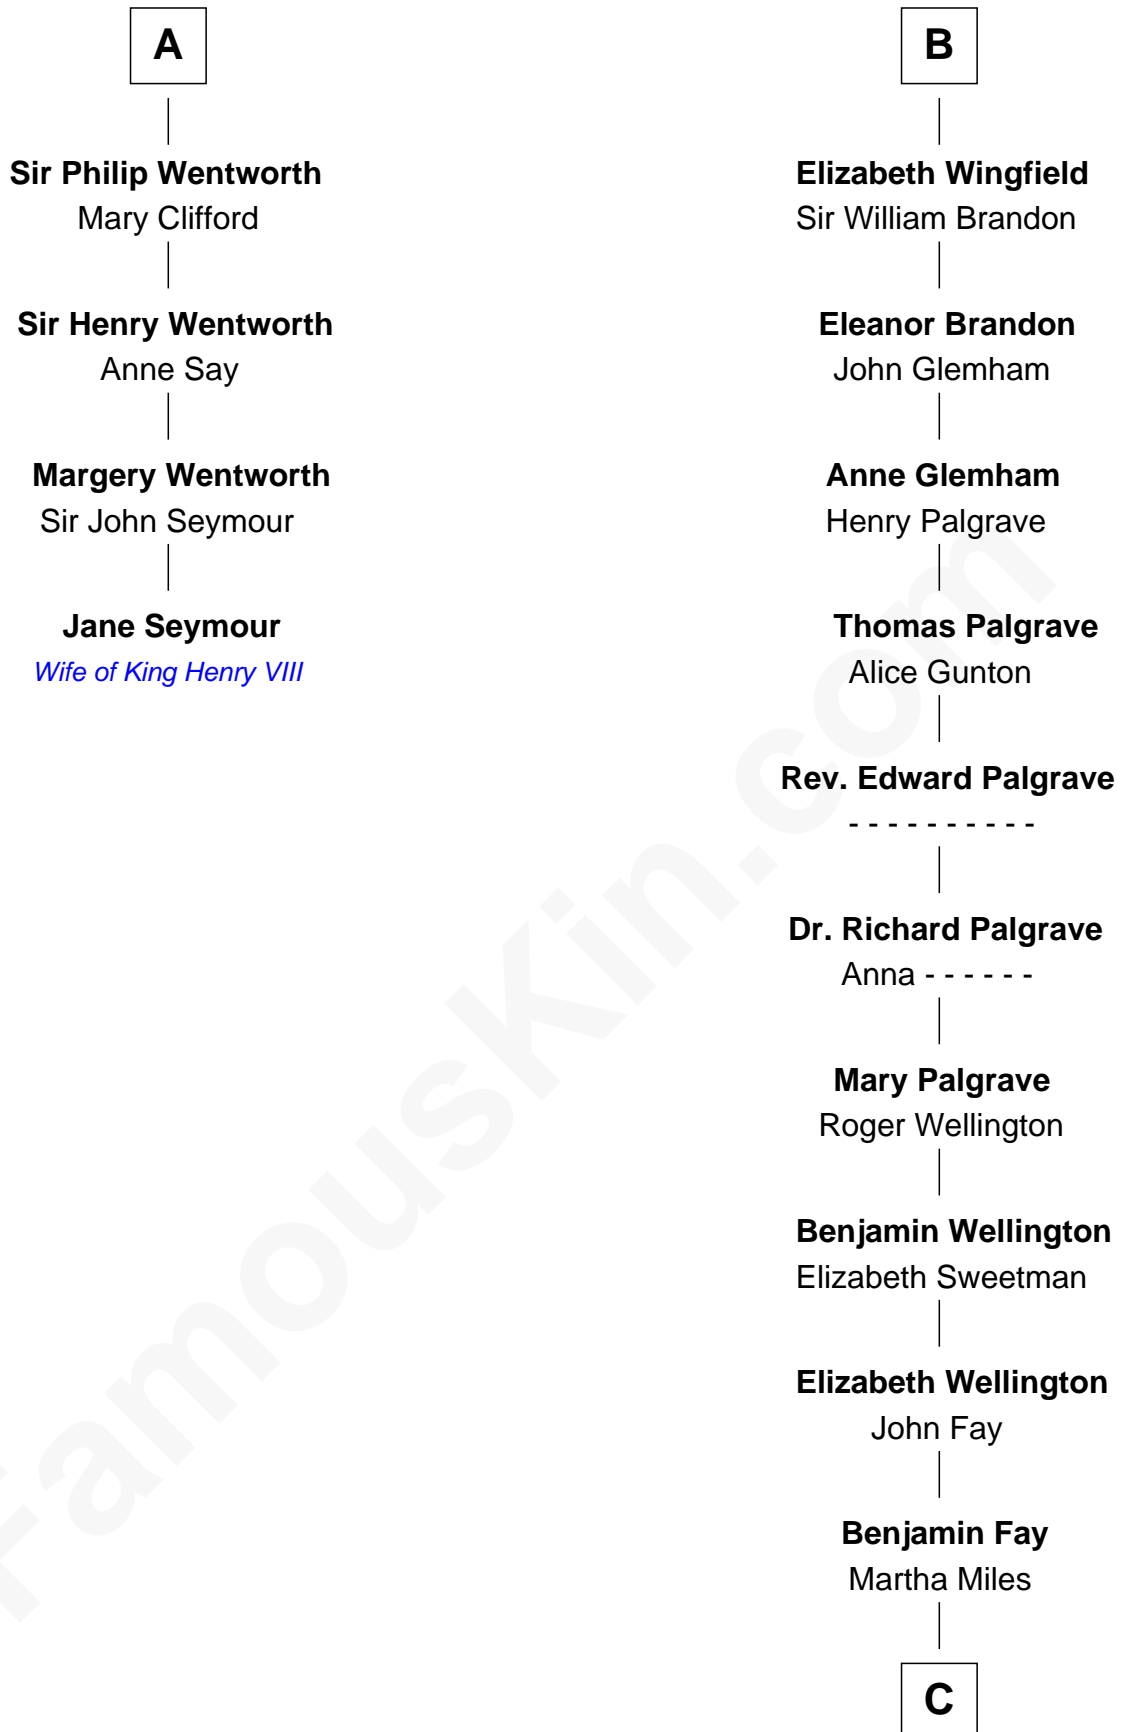 A
Sir Philip Wentworth
Mary Clifford
Sir Henry Wentworth
Anne Say
Margery Wentworth
Sir John Seymour
Jane Seymour
Wife of King Henry VIII
B
Elizabeth Wingfield
Sir William Brandon
Eleanor Brandon
John Glemham
Anne Glemham
Henry Palgrave
Thomas Palgrave
Alice Gunton
Rev. Edward Palgrave
- - - - - - - - - -
Dr. Richard Palgrave
Anna - - - - - -
Mary Palgrave
Roger Wellington
Benjamin Wellington
Elizabeth Sweetman
Elizabeth Wellington
John Fay
Benjamin Fay
Martha Miles
C
FamousKin.com